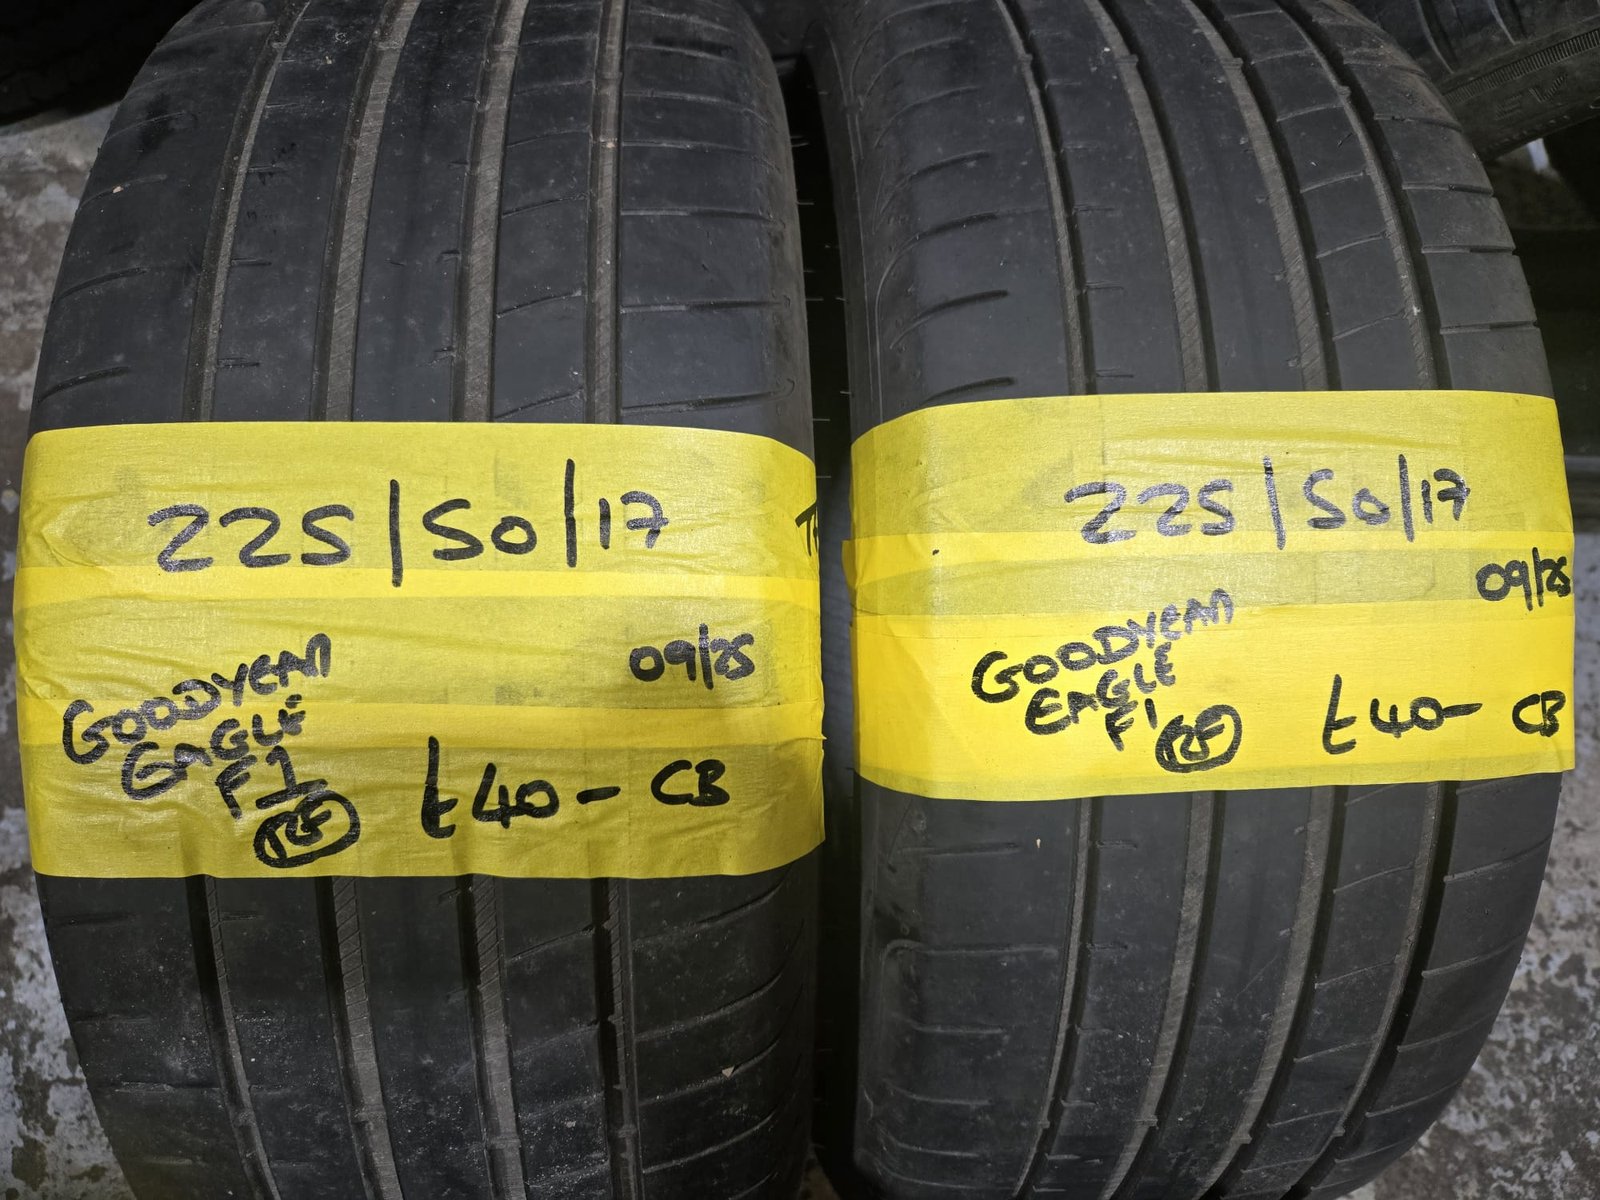 225/50/17
09/25
GOODYEAR
EAGLE
F1
RF
£40- CB
225/50/17
09/25
GOODYEAR
EAGLE
F1
RF
£40- CB